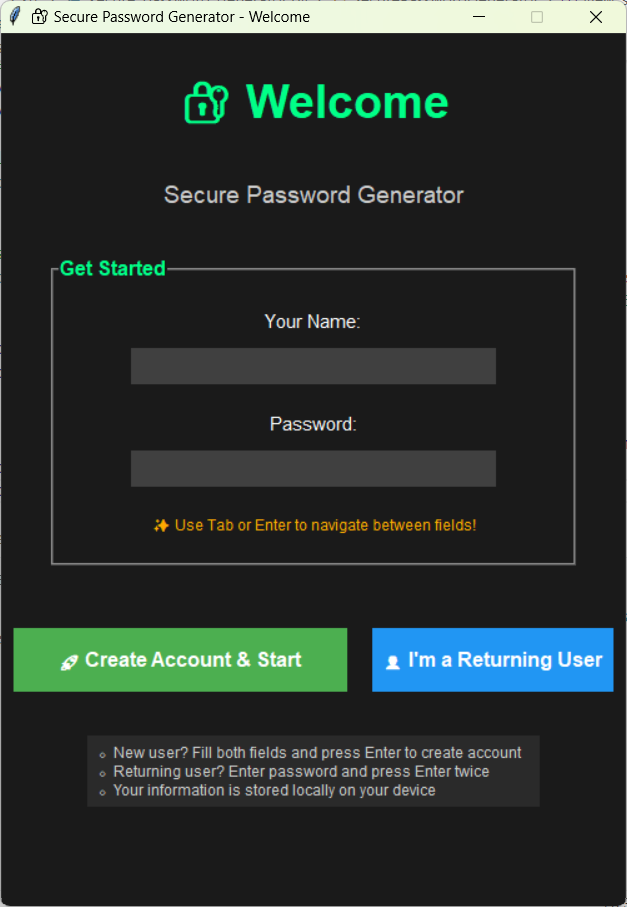 Secure Password Generator - Welcome
Welcome
Secure Password Generator
Get Started
Your Name:
Password:
✨ Use Tab or Enter to navigate between fields!
🚀 Create Account & Start
👤 I'm a Returning User
◦ New user? Fill both fields and press Enter to create account
◦ Returning user? Enter password and press Enter twice
◦ Your information is stored locally on your device